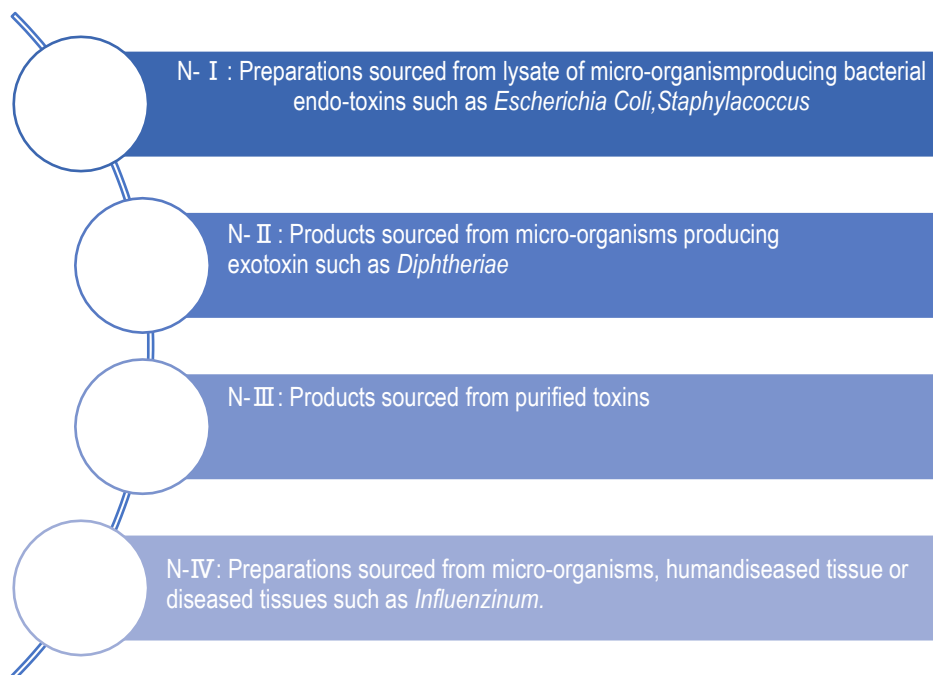 N- Ⅰ : Preparations sourced from lysate of micro-organismproducing bacterial
endo-toxins such as Escherichia Coli,Staphylacoccus
N- Ⅱ : Products sourced from micro-organisms producing
exotoxin such as Diphtheriae
N-Ⅲ : Products sourced from purified toxins
N-Ⅳ: Preparations sourced from micro-organisms, humandiseased tissue or
diseased tissues such as Influenzinum.